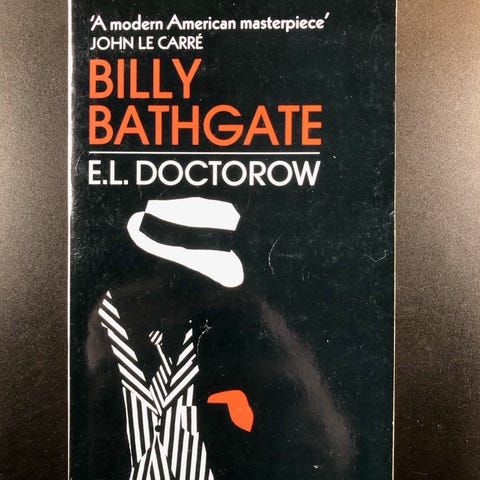 'A modern American masterpiece'
JOHN LE CARRÉ
BILLY
BATHGATE
E.L. DOCTOROW